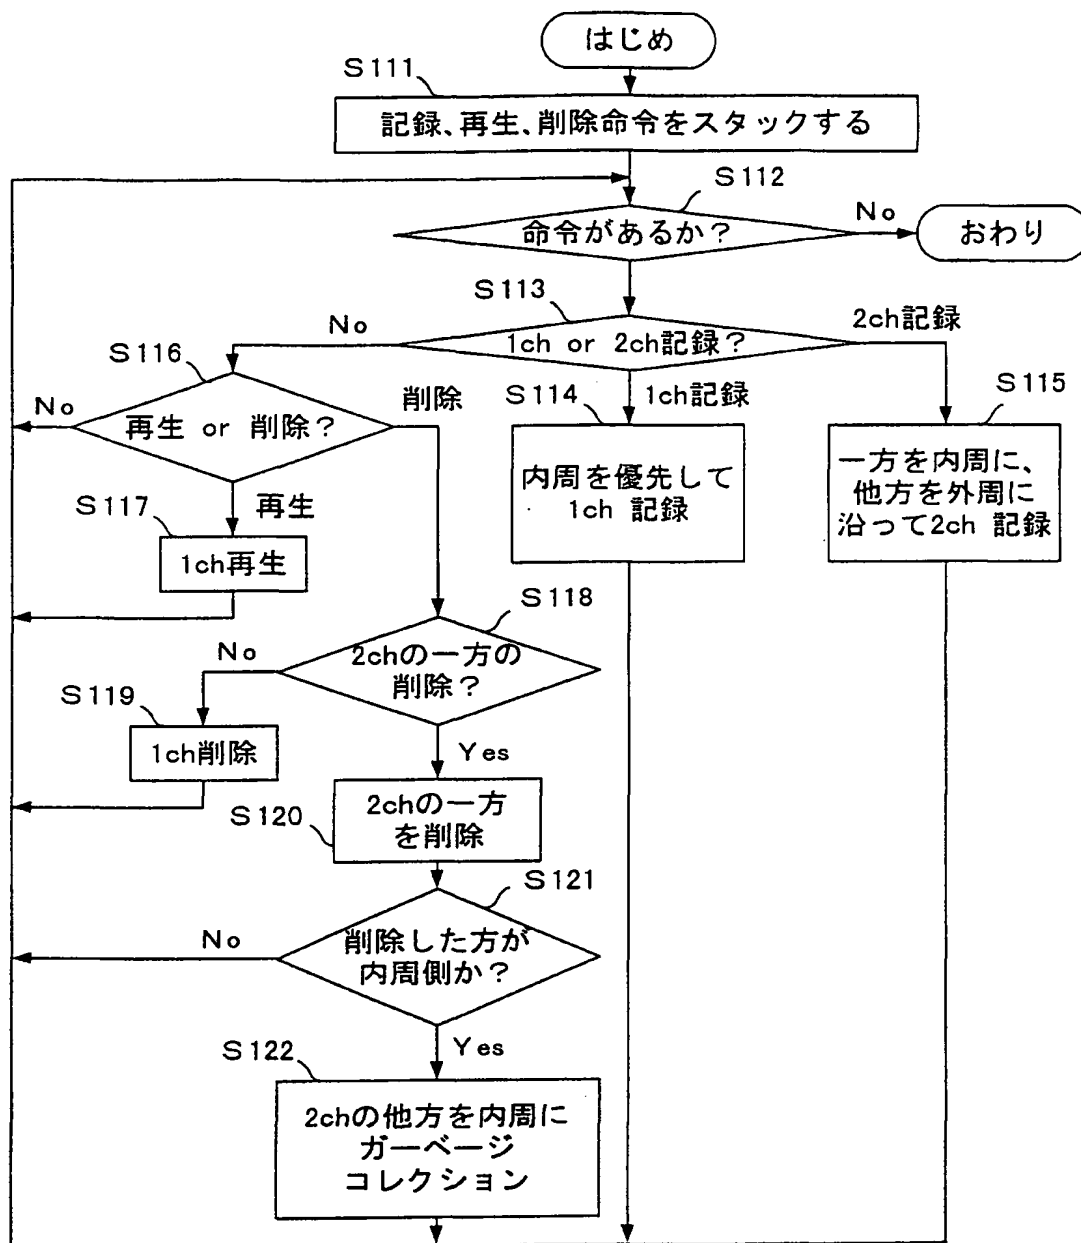 はじめ
S111
記録、再生、削除命令をスタックする
S112
命令があるか?
No
おわり
S113
1ch or 2ch記録?
No
2ch記録
1ch記録
S116
再生 or 削除?
No
削除
S114
内周を優先して
1ch 記録
S115
一方を内周に、
他方を外周に
沿って2ch 記録
S117
再生
1ch再生
S118
2chの一方の
削除?
No
S119
1ch削除
Yes
S120
2chの一方
を削除
S121
削除した方が
内周側か?
No
Yes
S122
2chの他方を内周に
ガーベージ
コレクション